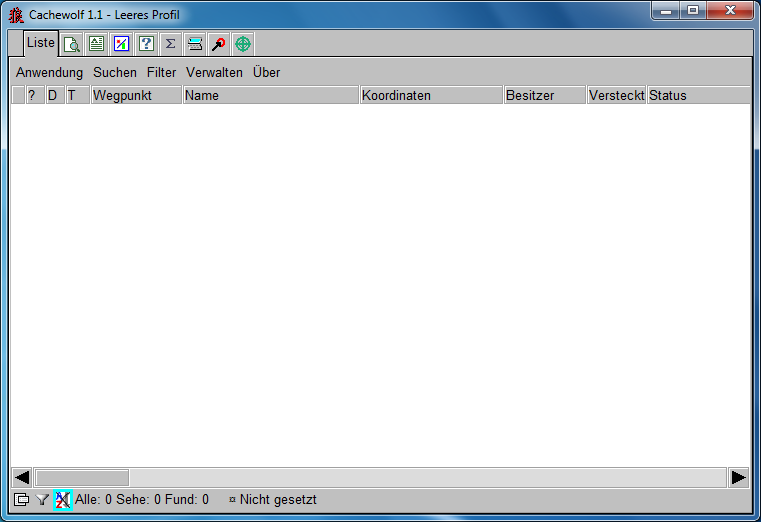 Cachewolf 1.1 - Leeres Profil
Liste
Anwendung Suchen Filter Verwalten Über
? D T Wegpunkt Name Koordinaten Besitzer Versteckt Status
Alle: 0 Sehe: 0 Fund: 0 ¤ Nicht gesetzt